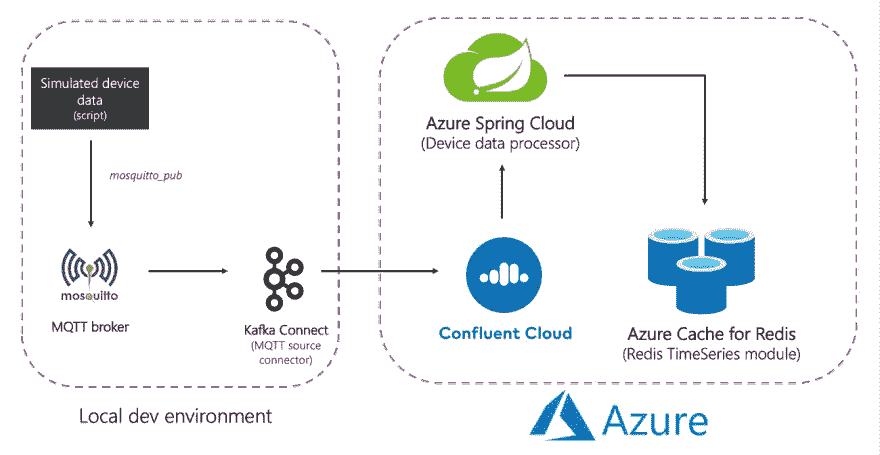 Simulated device
data
(script)
mosquitto_pub
mosquitto
MQTT broker
Kafka Connect
(MQTT source
connector)
Local dev environment
Azure Spring Cloud
(Device data processor)
Confluent Cloud
Azure Cache for Redis
(Redis TimeSeries module)
Azure